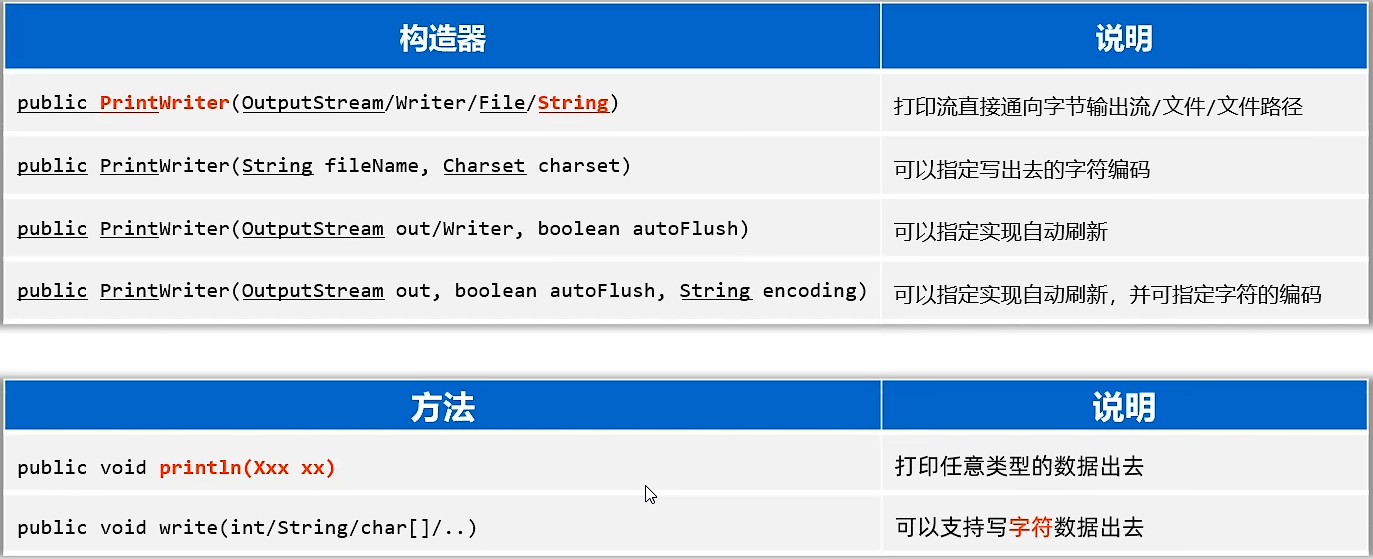 构造器 说明
public PrintWriter(OutputStream/Writer/File/String) 打印流直接通向字节输出流/文件/文件路径
public PrintWriter(String fileName, Charset charset) 可以指定写出去的字符编码
public PrintWriter(OutputStream out/Writer, boolean autoFlush) 可以指定实现自动刷新
public PrintWriter(OutputStream out, boolean autoFlush, String encoding) 可以指定实现自动刷新，并可指定字符的编码
方法 说明
public void println(Xxx xx) 打印任意类型的数据出去
public void write(int/String/char[]/..) 可以支持写字符数据出去